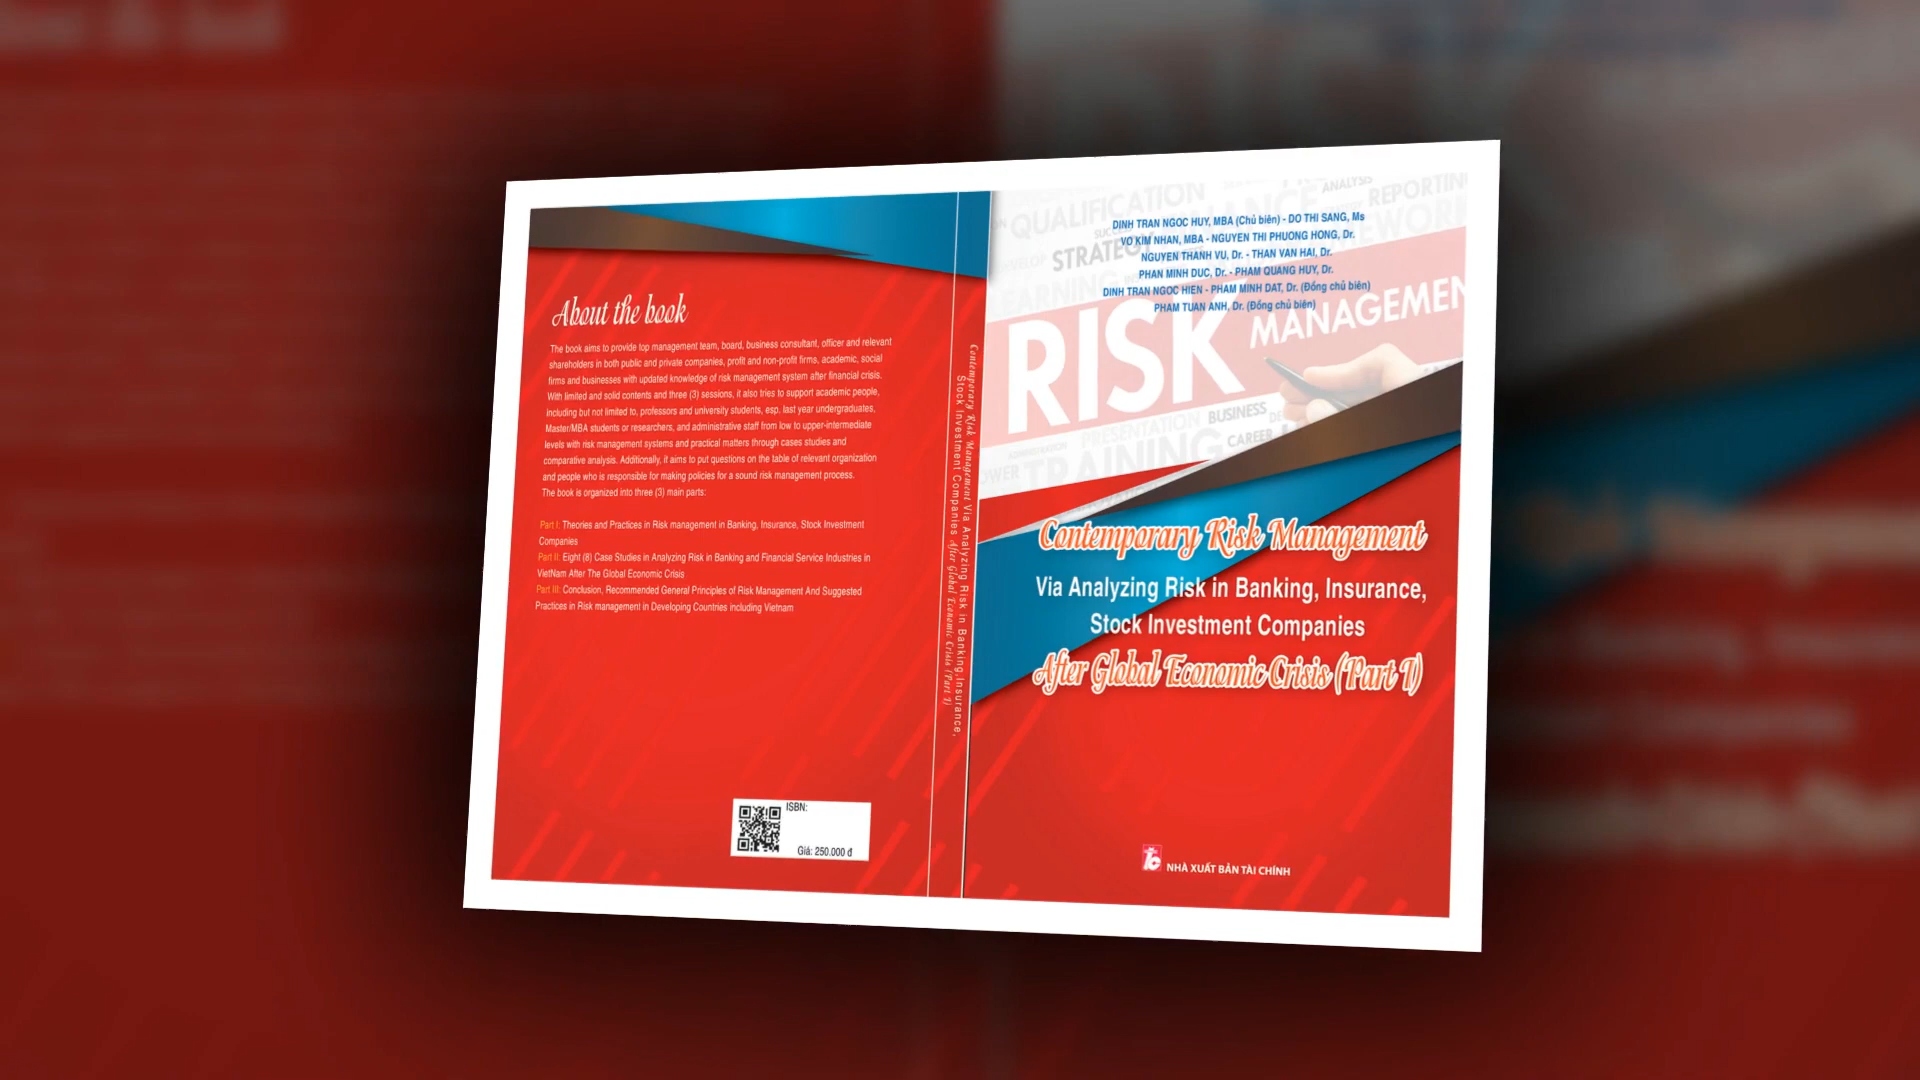 About the book
The book aims to provide top management team, board, business consultant, officer and relevant
shareholders in both public and private companies, profit and non-profit firms, academic, social
firms and businesses with updated knowledge of risk management system after financial crisis.
With limited and solid contents and three (3) sessions, it also tries to support academic people,
including but not limited to, professors and university students, esp. last year undergraduates,
Master/MBA students or researchers, and administrative staff from low to upper-intermediate
levels with risk management systems and practical matters through cases studies and
comparative analysis. Additionally, it aims to put questions on the table of relevant organization
and people who is responsible for making policies for a sound risk management process.
The book is organized into three (3) main parts:
Part I: Theories and Practices in Risk management in Banking, Insurance, Stock Investment
Companies
Part II: Eight (8) Case Studies in Analyzing Risk in Banking and Financial Service Industries in
VietNam After The Global Economic Crisis
Part III: Conclusion, Recommended General Principles of Risk Management And Suggested
Practices in Risk management in Developing Countries including Vietnam
ISBN:
Giá: 250.000 đ
Contemporary Risk Management Via Analyzing Risk in Banking,Insurance,
Stock Investment Companies After Global Economic Crisis (Part I)
DINH TRAN NGOC HUY, MBA (Chủ biên) - DO THI SANG, Ms
VO KIM NHAN, MBA - NGUYEN THI PHUONG HONG, Dr.
NGUYEN THANH VU, Dr. - THAN VAN HAI, Dr.
PHAN MINH DUC, Dr. - PHAM QUANG HUY, Dr.
DINH TRAN NGOC HIEN - PHAM MINH DAT, Dr. (Đồng chủ biên)
PHAM TUAN ANH, Dr. (Đồng chủ biên)
QUALIFICATION
ANALYSIS
REPORTING
STRATEGY
RISK
MANAGEMEN
PRESENTATION
BUSINESS
ADMINISTRATION
TRAINING
CAREER
Contemporary Risk Management
Via Analyzing Risk in Banking, Insurance,
Stock Investment Companies
After Global Economic Crisis (Part I)
NHÀ XUẤT BẢN TÀI CHÍNH